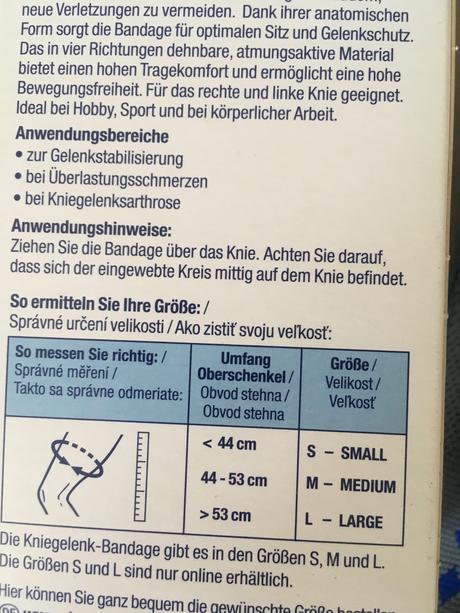 neue Verletzungen zu vermeiden. Dank ihrer anatomischen
Form sorgt die Bandage für optimalen Sitz und Gelenkschutz.
Das in vier Richtungen dehnbare, atmungsaktive Material
bietet einen hohen Tragekomfort und ermöglicht eine hohe
Bewegungsfreiheit. Für das rechte und linke Knie geeignet.
Ideal bei Hobby, Sport und bei körperlicher Arbeit.
Anwendungsbereiche
• zur Gelenkstabilisierung
• bei Überlastungsschmerzen
• bei Kniegelenksarthrose
Anwendungshinweise:
Ziehen Sie die Bandage über das Knie. Achten Sie darauf,
dass sich der eingewebte Kreis mittig auf dem Knie befindet.
So ermitteln Sie Ihre Größe: /
Správné určení velikosti / Ako zistiť svoju veľkosť:
So messen Sie richtig: /
Správné měření /
Takto sa správne odmeriate:
Umfang
Oberschenkel /
Obvod stehna /
Obvod stehna
Größe /
Velikost /
Veľkosť
< 44 cm
S – SMALL
44 - 53 cm
M – MEDIUM
> 53 cm
L – LARGE
Die Kniegelenk-Bandage gibt es in den Größen S, M und L.
Die Größen S und L sind nur online erhältlich.
Hier können Sie ganz bequem die gewünschte Größe bestellen